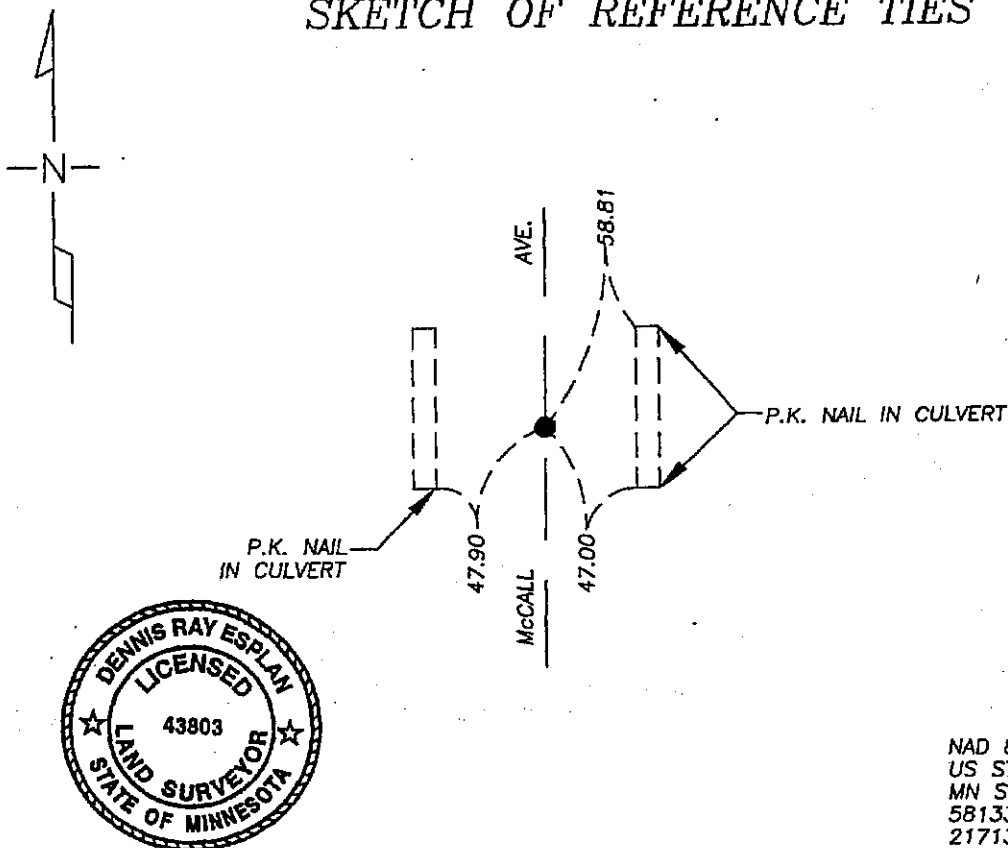 SKETCH OF REFERENCE TIES
N
AVE.
58.81
P.K. NAIL IN CULVERT
P.K. NAIL
IN CULVERT
47.90
47.00
McCALL
DENNIS RAY ESPLAN
LICENSED
43803
LAND SURVEYOR
STATE OF MINNESOTA
NAD
US
MN